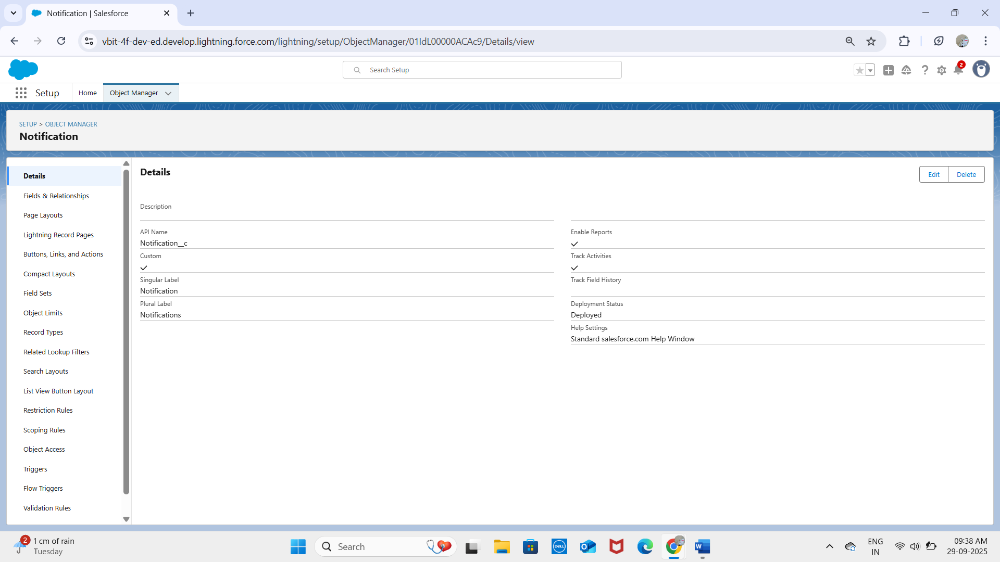 Notification | Salesforce
vbit-4f-dev-ed.develop.lightning.force.com/lightning/setup/ObjectManager/01IdL00000ACAc9/Details/view
Search Setup
2
Setup
Home
Object Manager
SETUP > OBJECT MANAGER
Notification
Details
Fields & Relationships
Page Layouts
Lightning Record Pages
Buttons, Links, and Actions
Compact Layouts
Field Sets
Object Limits
Record Types
Related Lookup Filters
Search Layouts
List View Button Layout
Restriction Rules
Scoping Rules
Object Access
Triggers
Flow Triggers
Validation Rules
Details
Edit
Delete
Description
API Name
Notification__c
Custom
Singular Label
Notification
Plural Label
Notifications
Enable Reports
Track Activities
Track Field History
Deployment Status
Deployed
Help Settings
Standard salesforce.com Help Window
2
1 cm of rain
Tuesday
Search
DELL
ENG
IN
09:38 AM
29-09-2025